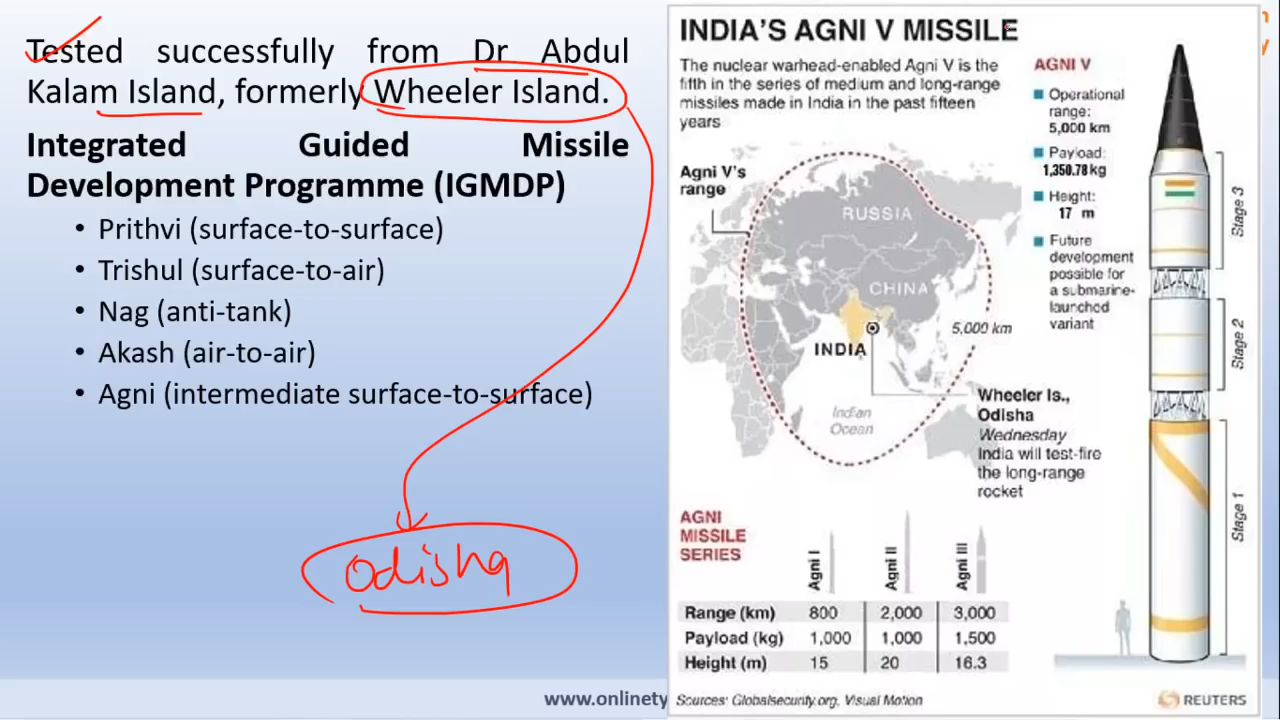 Tested successfully from Dr Abdul
Kalam Island, formerly Wheeler Island.
Integrated Guided Missile
Development Programme (IGMDP)
• Prithvi (surface-to-surface)
• Trishul (surface-to-air)
• Nag (anti-tank)
• Akash (air-to-air)
• Agni (intermediate surface-to-surface)
Odisha
www.onlinety
INDIA'S AGNI V MISSILE
The nuclear warhead-enabled Agni V is the
fifth in the series of medium and long-range
missiles made in India in the past fifteen
years
Agni V's
range
RUSSIA
CHINA
INDIA
5,000 km
Indian
Ocean
Wheeler Is.,
Odisha
Wednesday
India will test-fire
the long-range
rocket
AGNI V
Operational
range:
5,000 km
Payload:
1,350.78 kg
Height:
17 m
Future
development
possible for
a submarine-
launched
variant
Stage 3
Stage 2
Stage 1
AGNI
MISSILE
SERIES
Agni I Agni II Agni III
Range (km) 800 2,000 3,000
Payload (kg) 1,000 1,000 1,500
Height (m) 15 20 16.3
Sources: Globalsecurity.org, Visual Motion
REUTERS